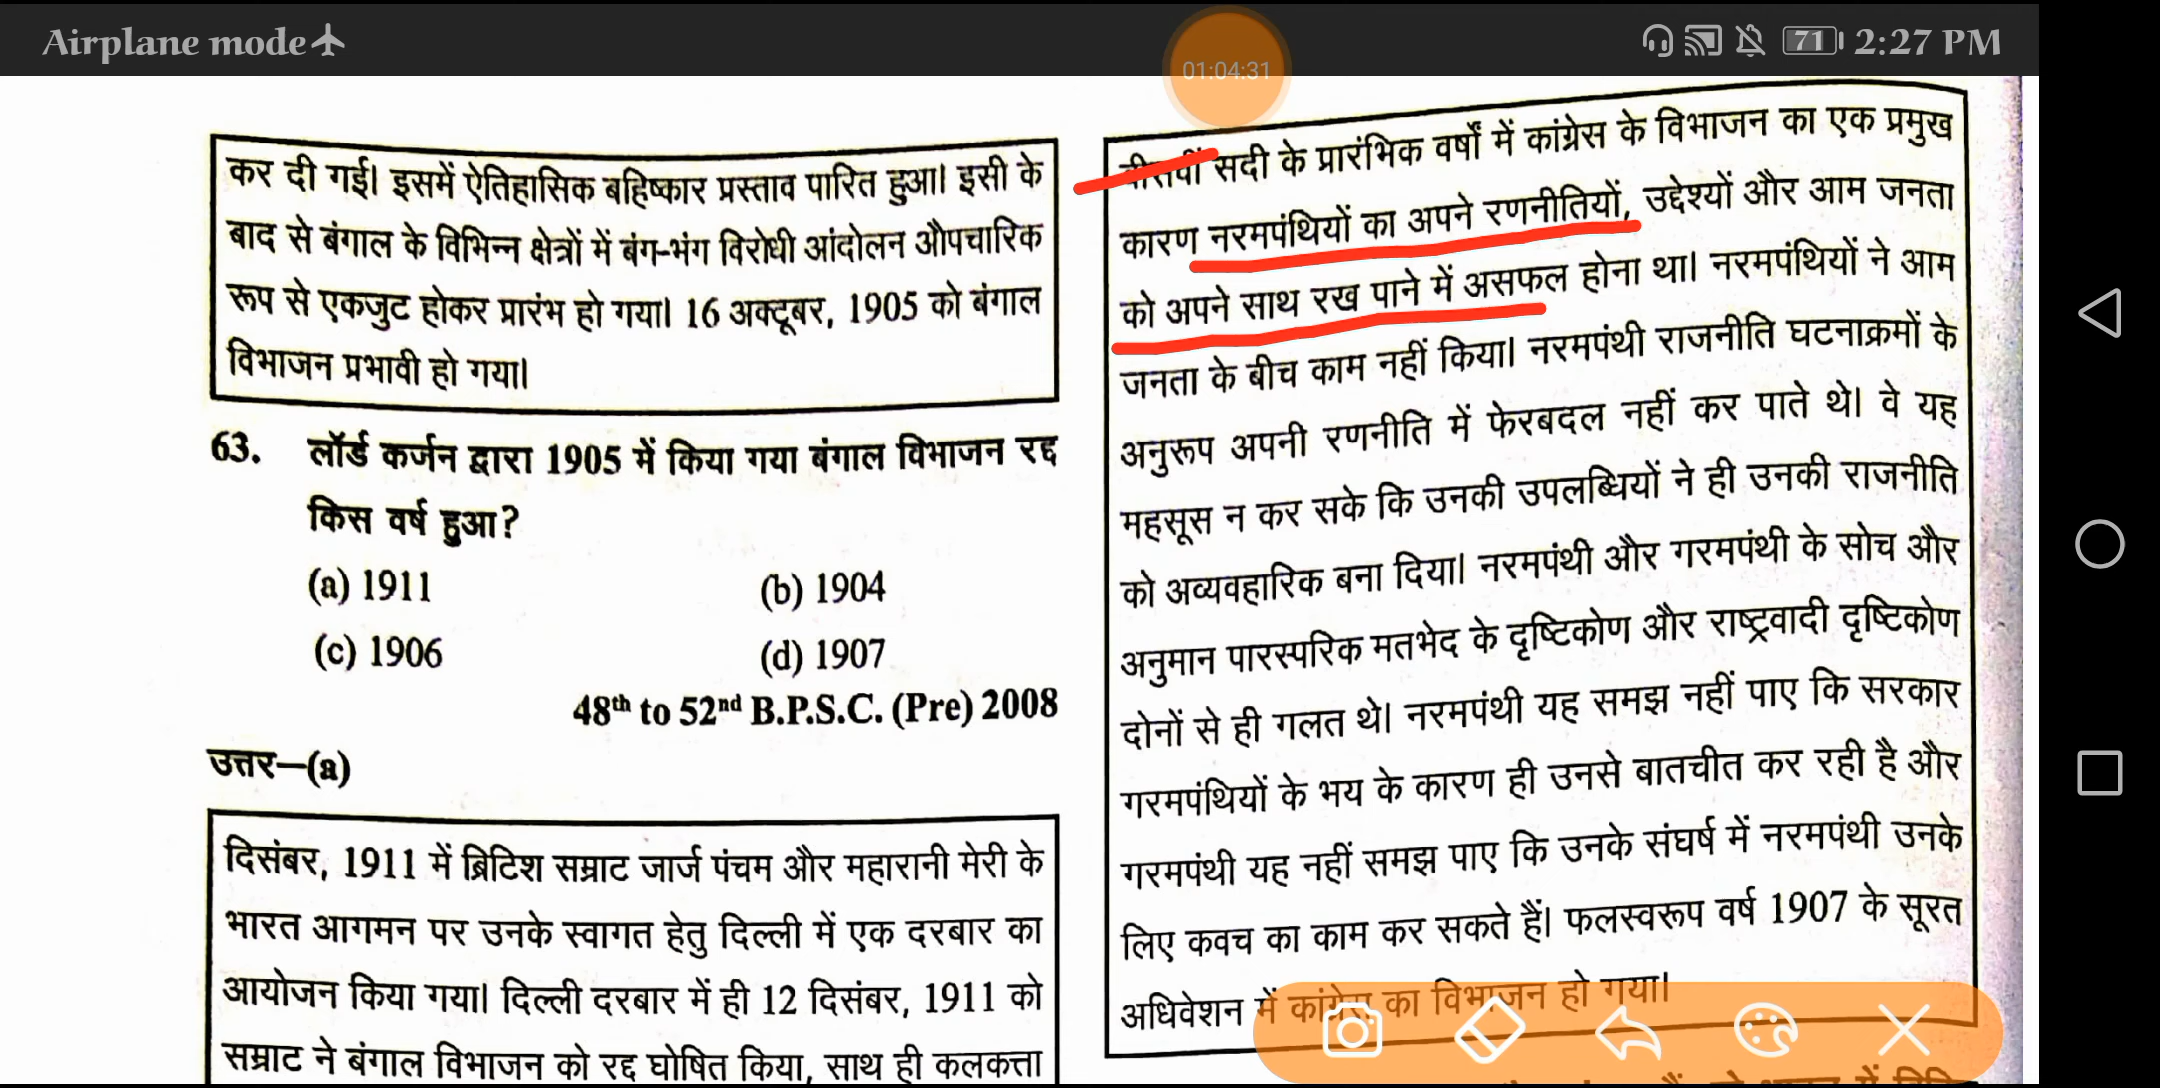 Airplane mode
01:04:31
71 2:27 PM
कर दी गई। इसमें ऐतिहासिक बहिष्कार प्रस्ताव पारित हुआ। इसी के
बाद से बंगाल के विभिन्न क्षेत्रों में बंग-भंग विरोधी आंदोलन औपचारिक
रूप से एकजुट होकर प्रारंभ हो गया। 16 अक्टूबर, 1905 को बंगाल
विभाजन प्रभावी हो गया।
63. लॉर्ड कर्जन द्वारा 1905 में किया गया बंगाल विभाजन रद्द
किस वर्ष हुआ?
(a) 1911 (b) 1904
(c) 1906 (d) 1907
48th to 52nd B.P.S.C. (Pre) 2008
उत्तर—(a)
दिसंबर, 1911 में ब्रिटिश सम्राट जार्ज पंचम और महारानी मेरी के
भारत आगमन पर उनके स्वागत हेतु दिल्ली में एक दरबार का
आयोजन किया गया। दिल्ली दरबार में ही 12 दिसंबर, 1911 को
सम्राट ने बंगाल विभाजन को रद्द घोषित किया, साथ ही कलकत्ता
बीसवीं सदी के प्रारंभिक वर्षों में कांग्रेस के विभाजन का एक प्रमुख
कारण नरमपंथियों का अपने रणनीतियों, उद्देश्यों और आम जनता
को अपने साथ रख पाने में असफल होना था। नरमपंथियों ने आम
जनता के बीच काम नहीं किया। नरमपंथी राजनीति घटनाक्रमों के
अनुरूप अपनी रणनीति में फेरबदल नहीं कर पाते थे। वे यह
महसूस न कर सके कि उनकी उपलब्धियों ने ही उनकी राजनीति
को अव्यवहारिक बना दिया। नरमपंथी और गरमपंथी के सोच और
अनुमान पारस्परिक मतभेद के दृष्टिकोण और राष्ट्रवादी दृष्टिकोण
दोनों से ही गलत थे। नरमपंथी यह समझ नहीं पाए कि सरकार
गरमपंथियों के भय के कारण ही उनसे बातचीत कर रही है और
गरमपंथी यह नहीं समझ पाए कि उनके संघर्ष में नरमपंथी उनके
लिए कवच का काम कर सकते हैं। फलस्वरूप वर्ष 1907 के सूरत
अधिवेशन में कांग्रेस का विभाजन हो गया।